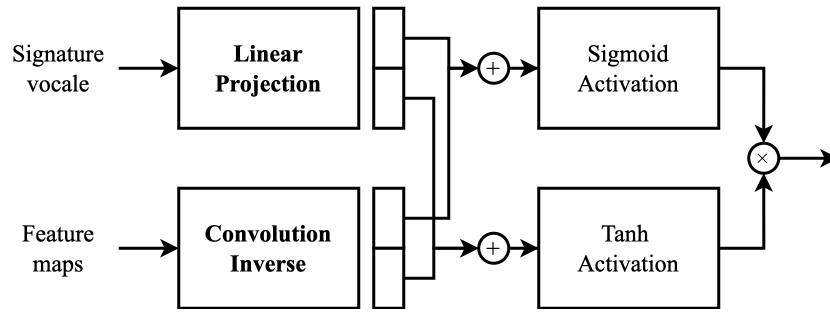 Signature
vocale
Linear
Projection
+
Sigmoid
Activation
×
Feature
maps
Convolution
Inverse
+
Tanh
Activation